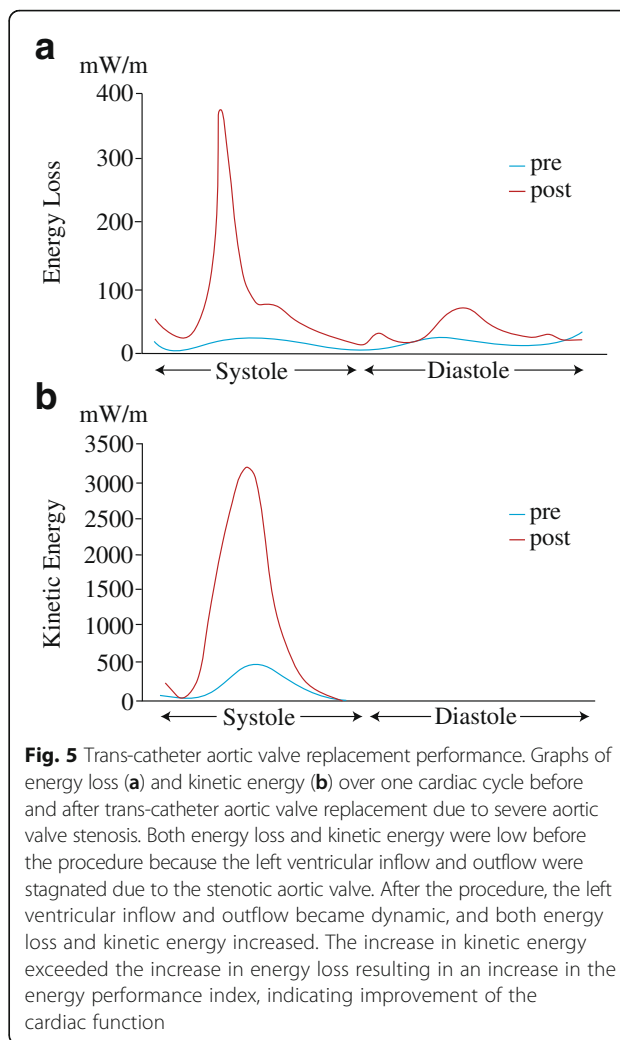 a
mW/m
400
300
200
100
0
Energy Loss
pre
post
Systole
Diastole
b
mW/m
3500
3000
2500
2000
1500
1000
500
0
Kinetic Energy
pre
post
Systole
Diastole
Fig. 5 Trans-catheter aortic valve replacement performance. Graphs of
energy loss (a) and kinetic energy (b) over one cardiac cycle before
and after trans-catheter aortic valve replacement due to severe aortic
valve stenosis. Both energy loss and kinetic energy were low before
the procedure because the left ventricular inflow and outflow were
stagnated due to the stenotic aortic valve. After the procedure, the left
ventricular inflow and outflow became dynamic, and both energy
loss and kinetic energy increased. The increase in kinetic energy
exceeded the increase in energy loss resulting in an increase in the
energy performance index, indicating improvement of the
cardiac function